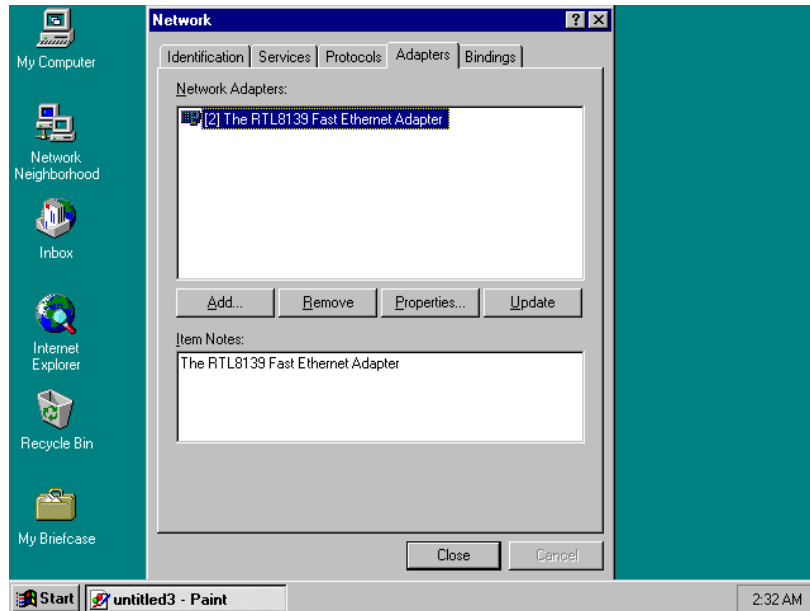 My Computer
Network
Neighborhood
Inbox
Internet
Explorer
Recycle Bin
My Briefcase
Network
Identification Services Protocols Adapters Bindings
Network Adapters:
[2] The RTL8139 Fast Ethernet Adapter
Add... Remove Properties... Update
Item Notes:
The RTL8139 Fast Ethernet Adapter
Close Cancel
Start untitled3 - Paint 2:32 AM